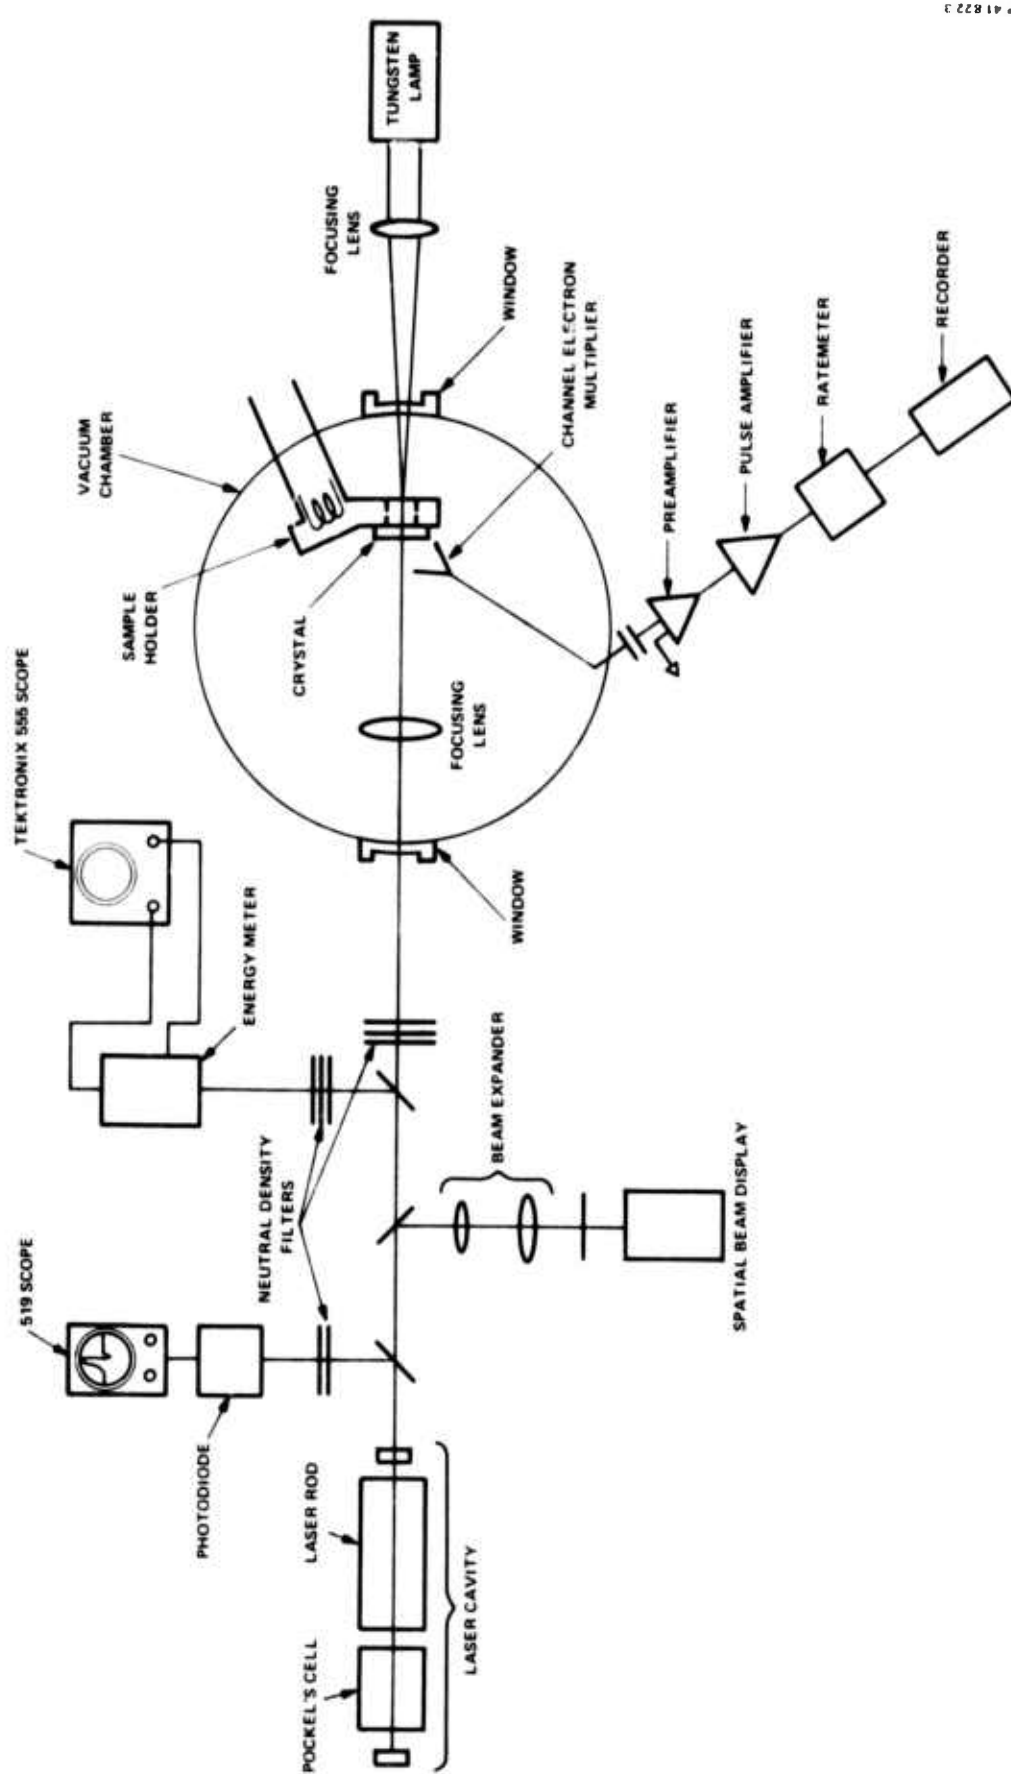 519 SCOPE
TEKTRONIX 555 SCOPE
PHOTODIODE
NEUTRAL DENSITY
FILTERS
ENERGY METER
SAMPLE
HOLDER
VACUUM
CHAMBER
CRYSTAL
FOCUSING
LENS
TUNGSTEN
LAMP
POCKEL'S CELL
LASER ROD
LASER CAVITY
BEAM EXPANDER
SPATIAL BEAM DISPLAY
WINDOW
FOCUSING
LENS
WINDOW
CHANNEL ELECTRON
MULTIPLIER
PREAMPLIFIER
PULSE AMPLIFIER
RATEMETER
RECORDER